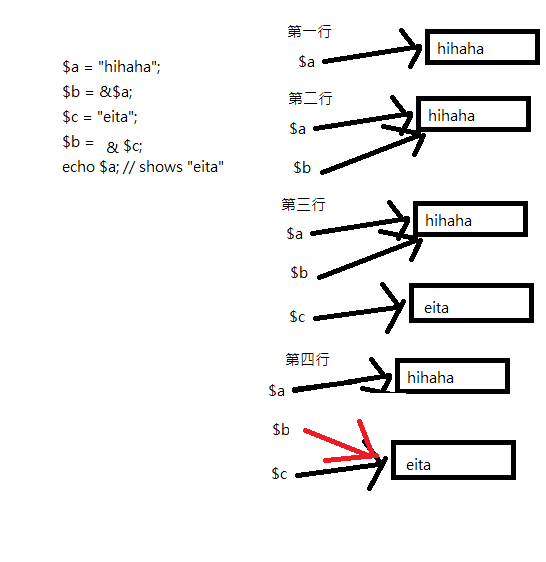 $a = "hihaha";
$b = &$a;
$c = "eita";
$b = & $c;
echo $a; // shows "eita"
第一行
$a
hihaha
第二行
$a
hihaha
$b
第三行
$a
hihaha
$b
$c
eita
第四行
$a
hihaha
$b
$c
eita